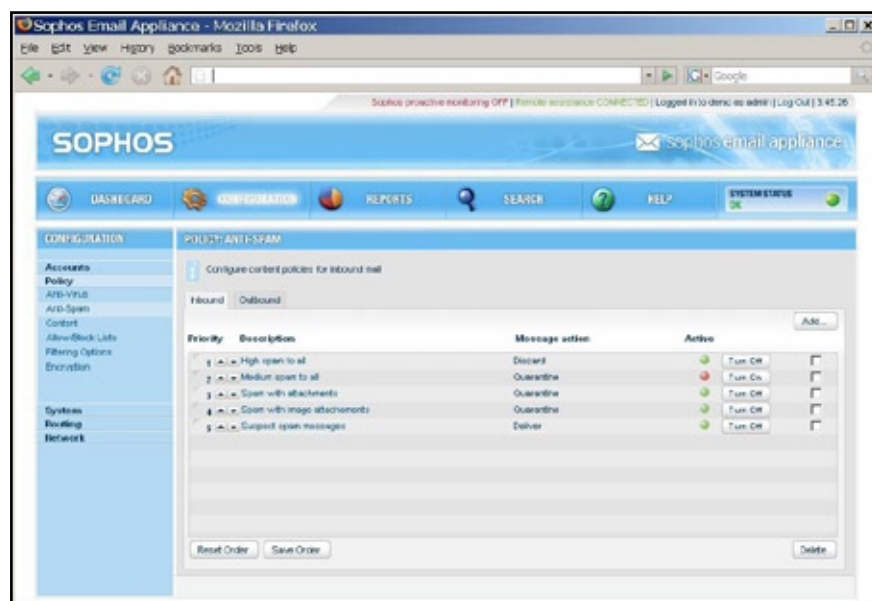 Sophos Email Appliance - Mozilla Firefox
File Edit View History Bookmarks Tools Help
Google
Sophos proactive monitoring OFF | Remote assistance CONNECTED | Logged in to demo as admin | Log Out | 3:45:26
SOPHOS
sophos email appliance
DASHBOARD CONFIGURATION REPORTS SEARCH HELP SYSTEM STATUS
OK
CONFIGURATION
Accounts
Policy
Anti-Virus
Anti-Spam
Content
Allow/Block Lists
Filtering Options
Encryption
System
Routing
Network
POLICY: ANTI-SPAM
Configure content policies for inbound mail
Inbound Outbound
Add...
Priority Description Message action Active
1 High spam to all Discard Turn Off
2 Medium spam to all Quarantine Turn On
3 Spam with attachments Quarantine Turn Off
4 Spam with image attachements Quarantine Turn Off
5 Suspect spam messages Deliver Turn Off
Reset Order Save Order Delete